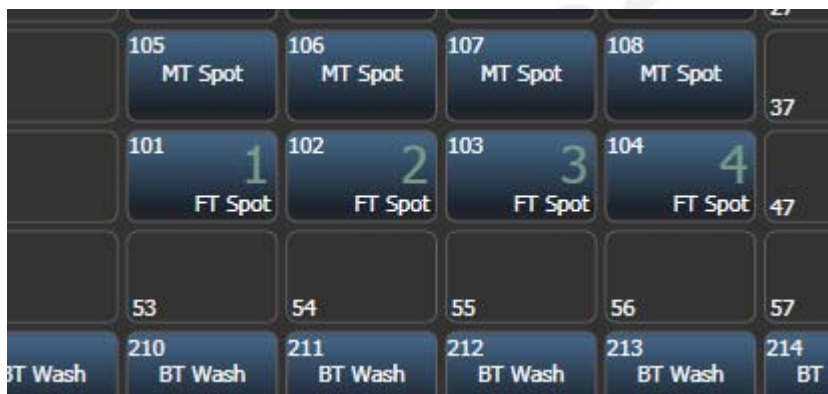 27
105 106 107 108
MT Spot MT Spot MT Spot MT Spot
37
101 1 102 2 103 3 104 4
FT Spot FT Spot FT Spot FT Spot 47
53 54 55 56 57
210 211 212 213 214
BT Wash BT Wash BT Wash BT Wash BT Wash BT